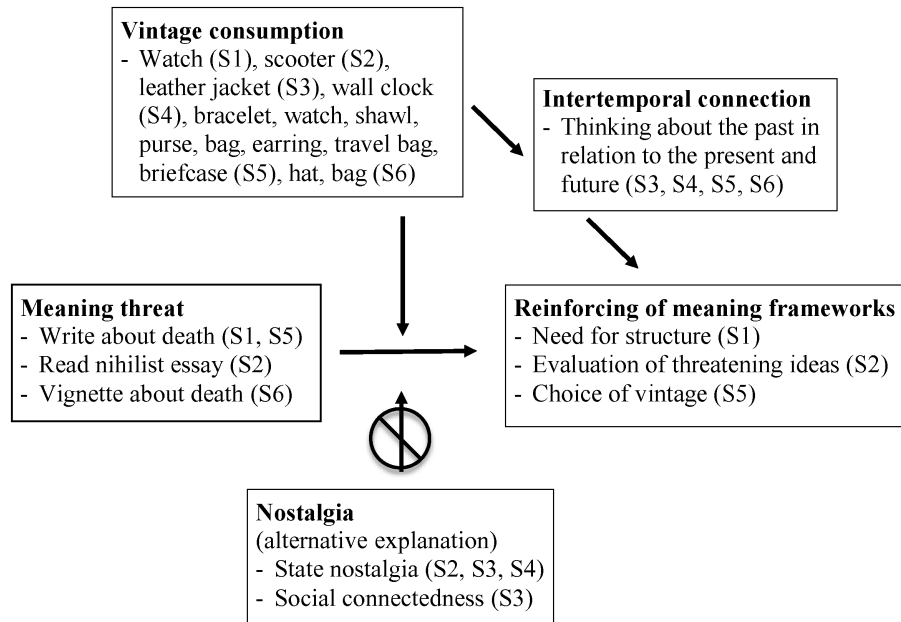 Vintage consumption
- Watch (S1), scooter (S2),
leather jacket (S3), wall clock
(S4), bracelet, watch, shawl,
purse, bag, earring, travel bag,
briefcase (S5), hat, bag (S6)
Intertemporal connection
- Thinking about the past in
relation to the present and
future (S3, S4, S5, S6)
Meaning threat
- Write about death (S1, S5)
- Read nihilist essay (S2)
- Vignette about death (S6)
Reinforcing of meaning frameworks
- Need for structure (S1)
- Evaluation of threatening ideas (S2)
- Choice of vintage (S5)
Nostalgia
(alternative explanation)
- State nostalgia (S2, S3, S4)
- Social connectedness (S3)